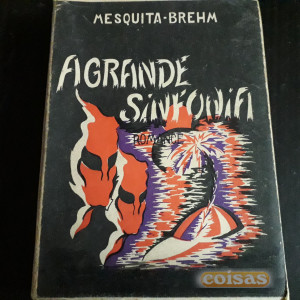 MESQUITA-BREHM
A GRANDE
SINFONIA
ROMANCE
coisas